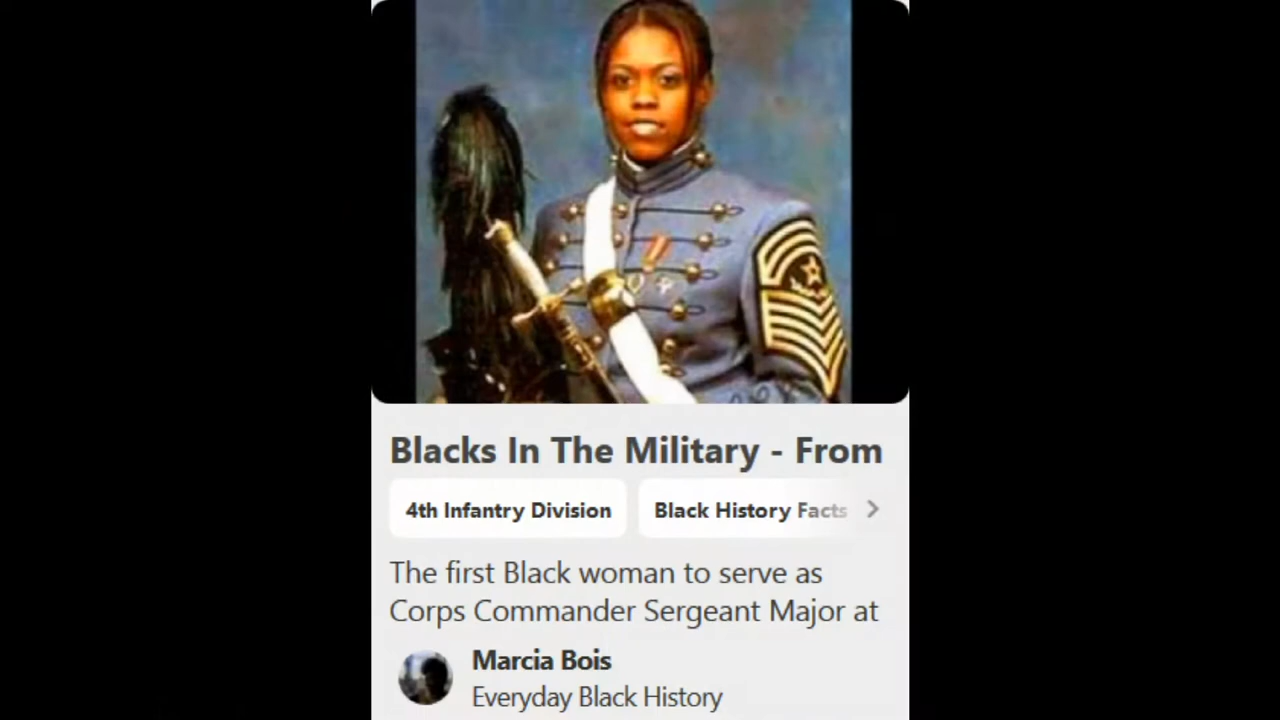 Blacks In The Military - From
4th Infantry Division
Black History Facts
The first Black woman to serve as
Corps Commander Sergeant Major at
Marcia Bois
Everyday Black History